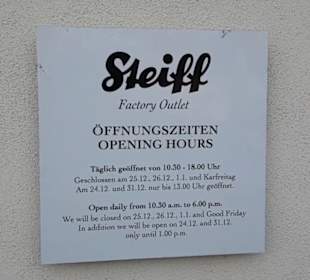 Steiff
Factory Outlet
ÖFFNUNGSZEITEN
OPENING HOURS
Täglich geöffnet von 10.30 - 18.00 Uhr
Geschlossen am 25.12., 26.12., 1.1. und Karfreitag
Am 24.12. und 31.12. nur bis 13.00 Uhr geöffnet.
Open daily from 10.30 a.m. to 6.00 p.m.
We will be closed on 25.12., 26.12., 1.1. and Good Friday
In addition we will be open on 24.12. and 31.12.
only until 1.00 p.m.